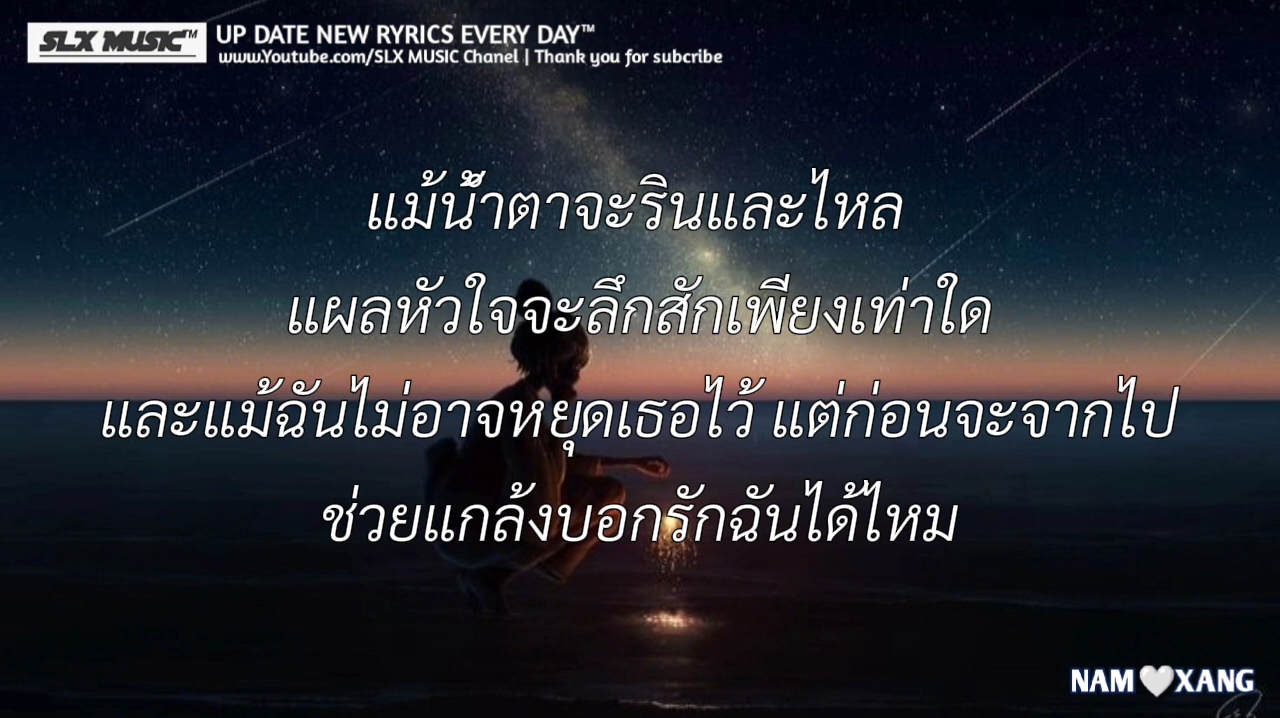 SLX MUSIC™
UP DATE NEW RYRICS EVERY DAY™
www.Youtube.com/SLX MUSIC Chanel | Thank you for subcribe
แม้น้ำตาจะรินและไหล
แผลหัวใจจะลึกสักเพียงเท่าใด
และแม้ฉันไม่อาจหยุดเธอไว้ แต่ก่อนจะจากไป
ช่วยแกล้งบอกรักฉันได้ไหม
NAM🤍XANG